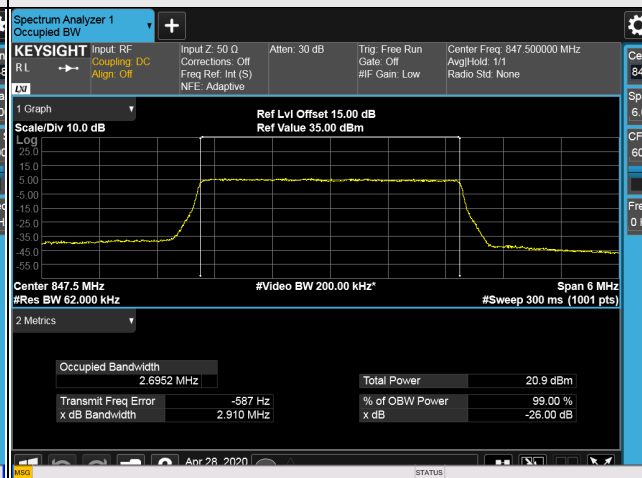 Spectrum Analyzer 1
Occupied BW
KEYSIGHT Input: RF Input Z: 50 Ω Atten: 30 dB Trig: Free Run Center Freq: 847.500000 MHz
R L Coupling: DC Corrections: Off Gate: Off Avg|Hold: 1/1
Align: Off Freq Ref: Int (S) #IF Gain: Low Radio Std: None
LXI NFE: Adaptive
1 Graph
Ref Lvl Offset 15.00 dB
Scale/Div 10.0 dB Ref Value 35.00 dBm
Log
25.0
15.0
5.00
-5.00
-15.0
-25.0
-35.0
-45.0
-55.0
Center 847.5 MHz #Video BW 200.00 kHz* Span 6 MHz
#Res BW 62.000 kHz #Sweep 300 ms (1001 pts)
2 Metrics
Occupied Bandwidth
2.6952 MHz Total Power 20.9 dBm
Transmit Freq Error -587 Hz % of OBW Power 99.00 %
x dB Bandwidth 2.910 MHz x dB -26.00 dB
Apr 28, 2020
MSG STATUS